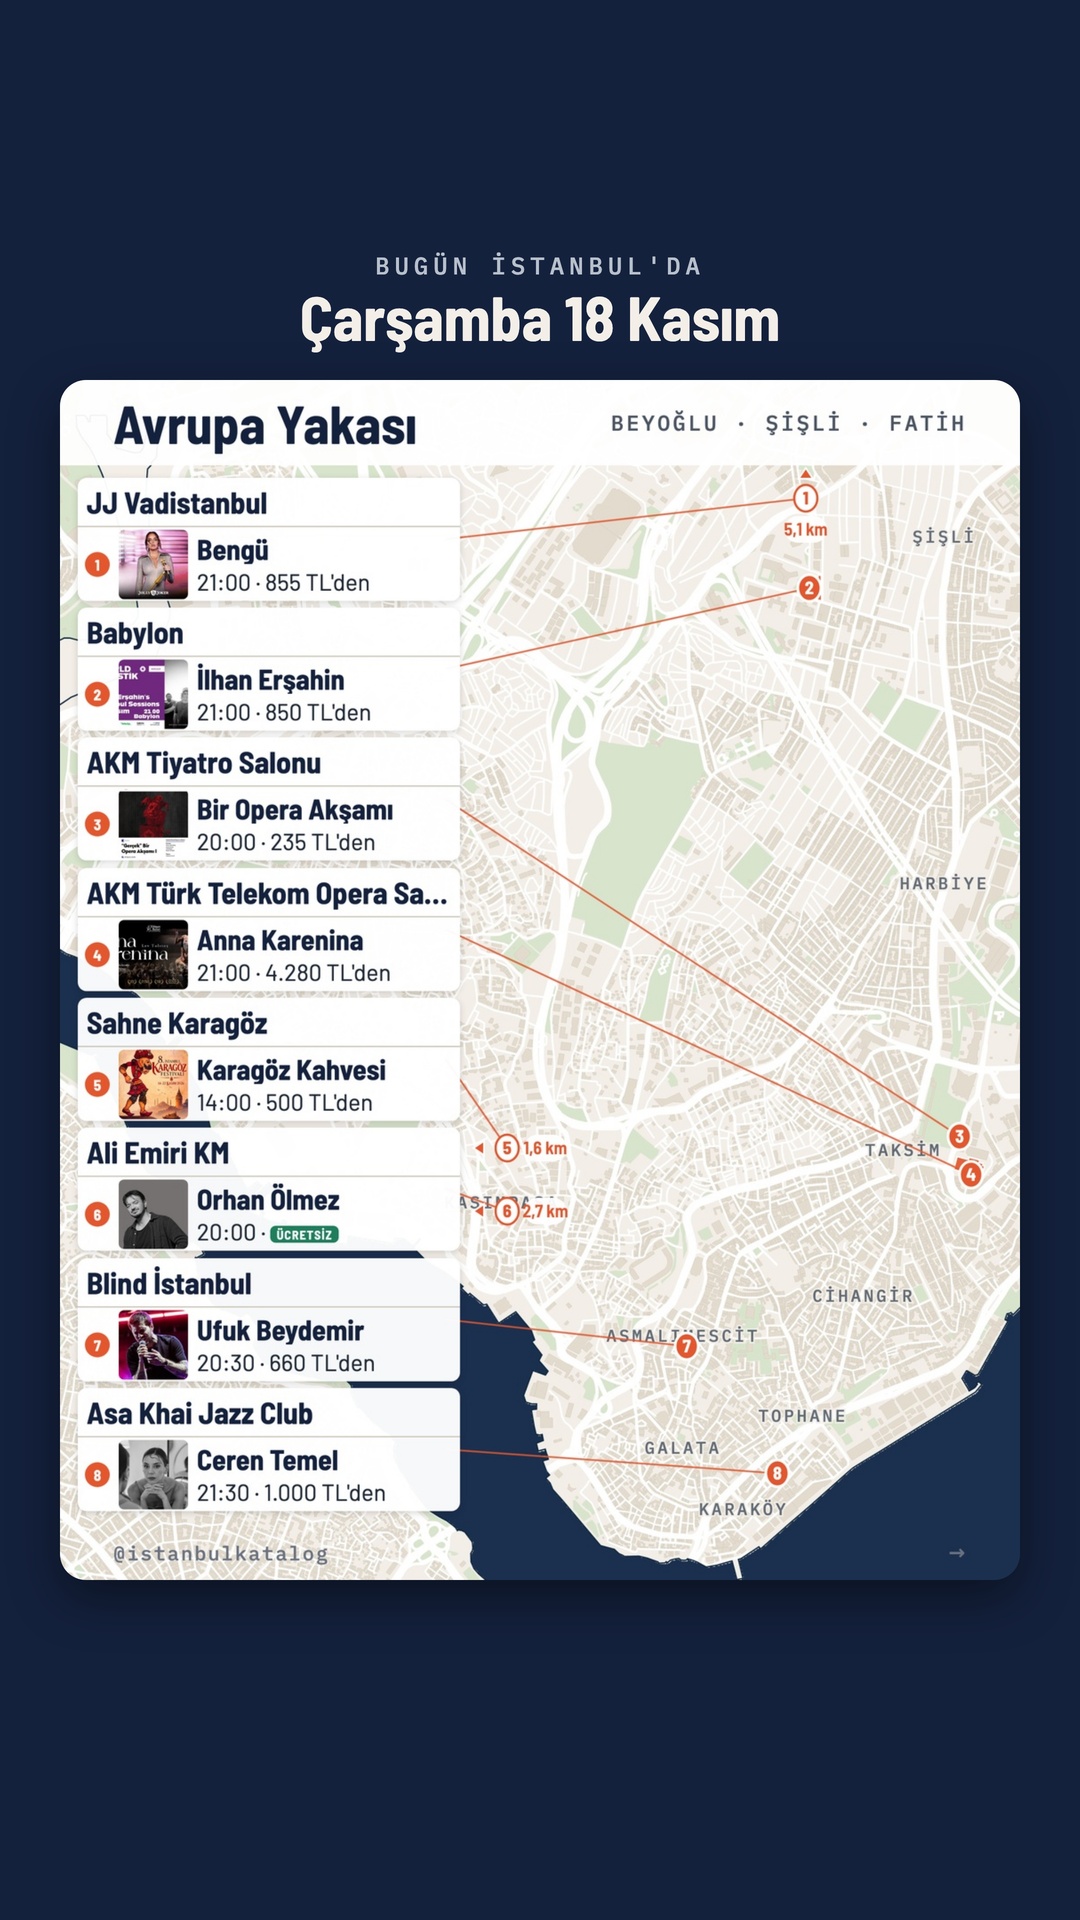 BUGÜN İSTANBUL'DA
Çarşamba 18 Kasım
Avrupa Yakası
BEYOĞLU · ŞİŞLİ · FATİH
JJ Vadistanbul
1
Bengü
21:00 · 855 TL'den
Babylon
2
İlhan Erşahin
21:00 · 850 TL'den
AKM Tiyatro Salonu
3
"Gerçek" Bir
Opera Akşamı
Bir Opera Akşamı
20:00 · 235 TL'den
AKM Türk Telekom Opera Sa...
4
Anna Karenina
21:00 · 4.280 TL'den
Sahne Karagöz
5
KARAGÖZ
Karagöz Kahvesi
14:00 · 500 TL'den
Ali Emiri KM
6
Orhan Ölmez
20:00 · ÜCRETSİZ
Blind İstanbul
7
Ufuk Beydemir
20:30 · 660 TL'den
Asa Khai Jazz Club
8
Ceren Temel
21:30 · 1.000 TL'den
1
5,1 km
ŞİŞLİ
2
HARBİYE
3
TAKSİM
4
5 1,6 km
6 2,7 km
CİHANGİR
7
TOPHANE
GALATA
8
KARAKÖY
@istanbulkatalog
→